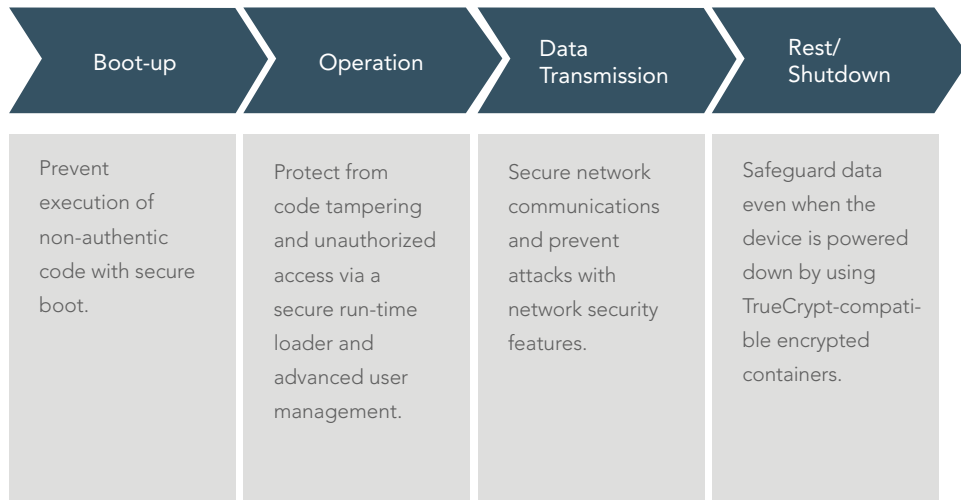 Boot-up
Operation
Data
Transmission
Rest/
Shutdown
Prevent
execution of
non-authentic
code with secure
boot.
Protect from
code tampering
and unauthorized
access via a
secure run-time
loader and
advanced user
management.
Secure network
communications
and prevent
attacks with
network security
features.
Safeguard data
even when the
device is powered
down by using
TrueCrypt-compati-
ble encrypted
containers.